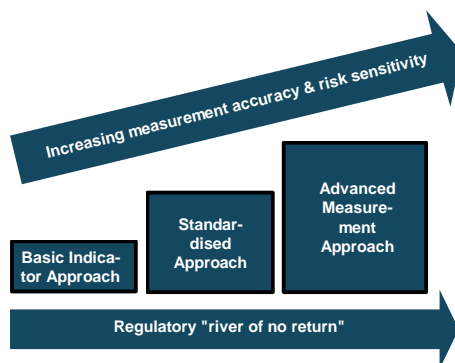 Increasing measurement accuracy & risk sensitivity
Advanced
Measure-
ment
Approach
Standar-
dised
Approach
Basic Indica-
tor Approach
Regulatory "river of no return"